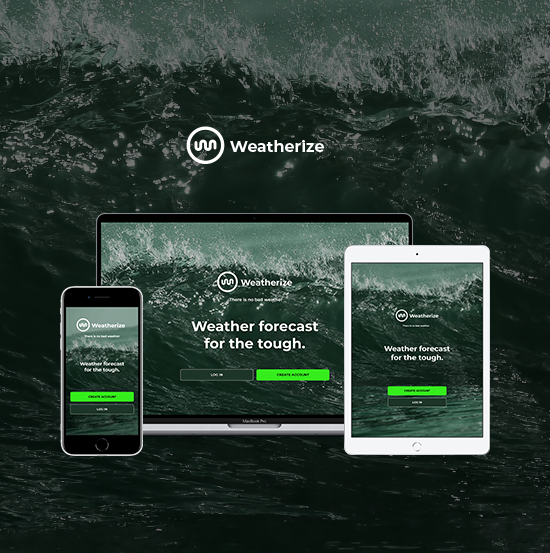 Weatherize
Weatherize
There is no bad weather
Weather forecast
for the tough.
LOG IN
CREATE ACCOUNT
MacBook Pro
Weatherize
There is no bad weather
Weather forecast
for the tough.
CREATE ACCOUNT
LOG IN
Weatherize
There is no bad weather
Weather forecast
for the tough.
CREATE ACCOUNT
LOG IN